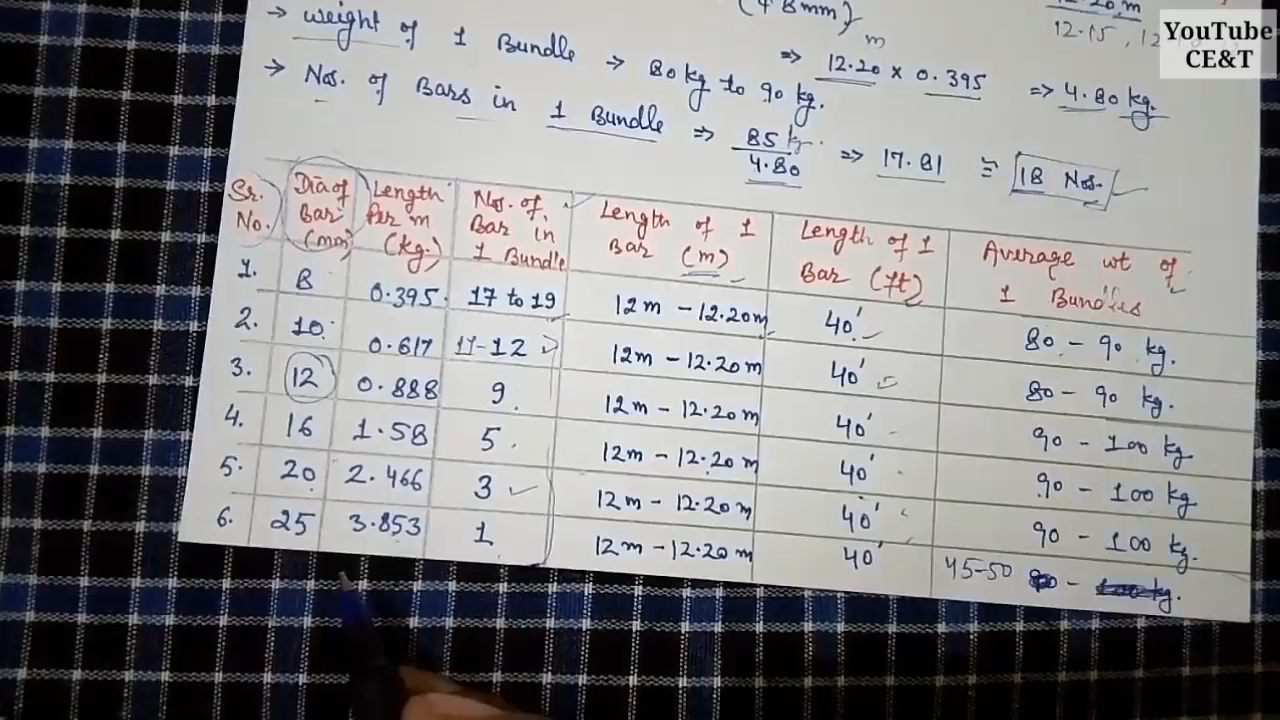 (φ 8mm)
12.20 m
12.15, 12
YouTube
CE&T
→ Weight of 1 Bundle → 80 kg to 90 kg.
m
⇒ 12.20 x 0.395 ⇒ 4.80 kg.
→ Nos. of Bars in 1 Bundle ⇒ 85 kg / 4.80 ⇒ 17.81 ≅ 18 Nos.
Sr. No. | Dia of Bar (mm) | Length Per m (kg.) | Nos. of Bar in 1 Bundle | Length of 1 Bar (m) | Length of 1 Bar (ft) | Average wt of 1 Bundles
1. | 8 | 0.395 | 17 to 19 | 12m - 12.20m | 40' | 80 - 90 kg.
2. | 10 | 0.617 | 11-12 | 12m - 12.20m | 40' | 80 - 90 kg.
3. | 12 | 0.888 | 9 | 12m - 12.20m | 40' | 90 - 100 kg
4. | 16 | 1.58 | 5 | 12m - 12.20m | 40' | 90 - 100 kg
5. | 20 | 2.466 | 3 | 12m - 12.20m | 40' | 90 - 100 kg.
6. | 25 | 3.853 | 1 | 12m - 12.20m | 40' | 45-50 kg.